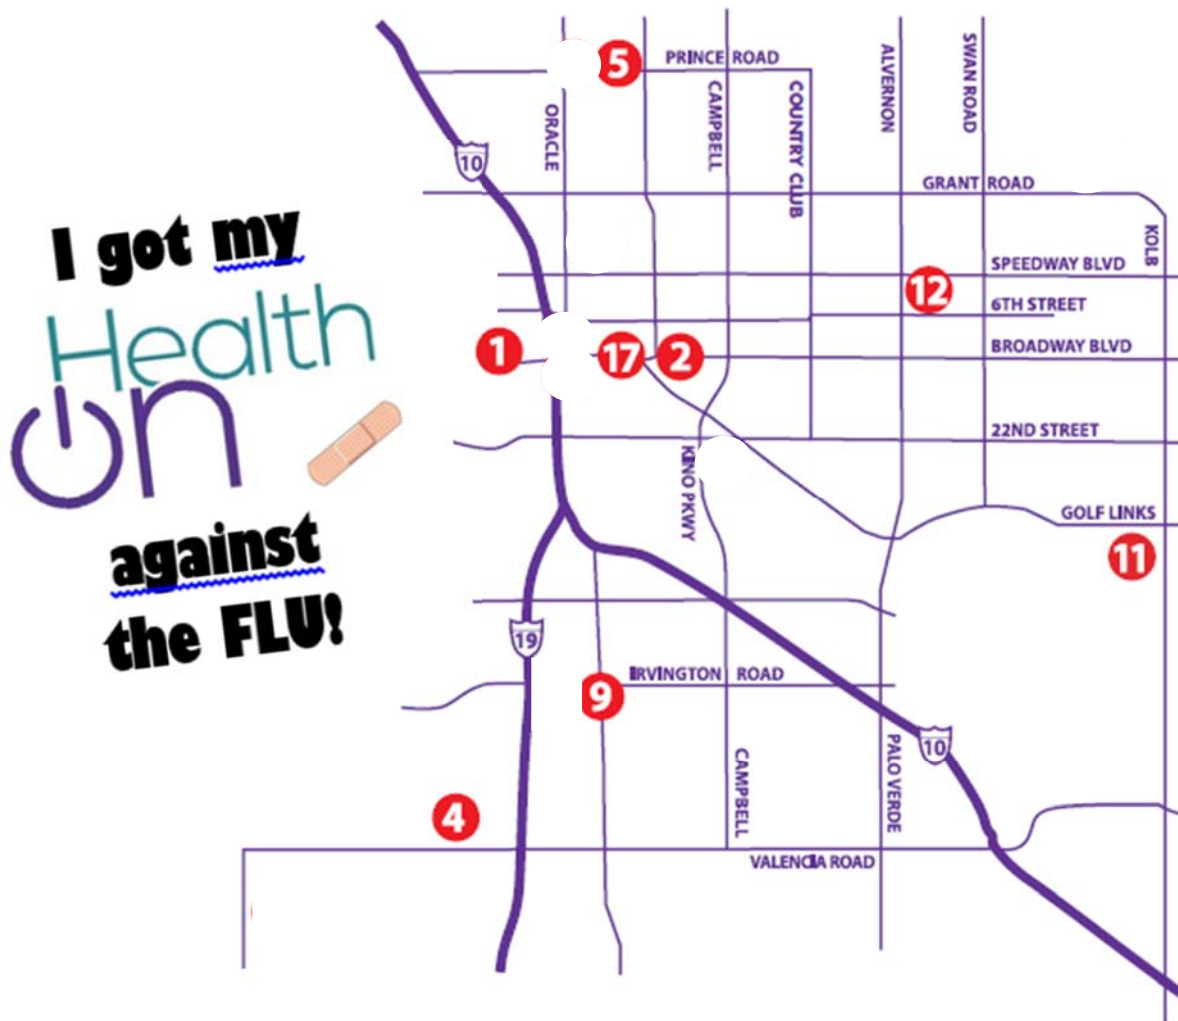 I got my
Health
On
against
the FLU!
5
PRINCE ROAD
ORACLE
CAMPBELL
COUNTRY CLUB
ALVERNON
SWAN ROAD
10
GRANT ROAD
KOLB
SPEEDWAY BLVD
12
6TH STREET
1
17
2
BROADWAY BLVD
22ND STREET
KINO PKWY
GOLF LINKS
11
19
IRVINGTON ROAD
9
10
CAMPBELL
PALO VERDE
4
VALENCIA ROAD